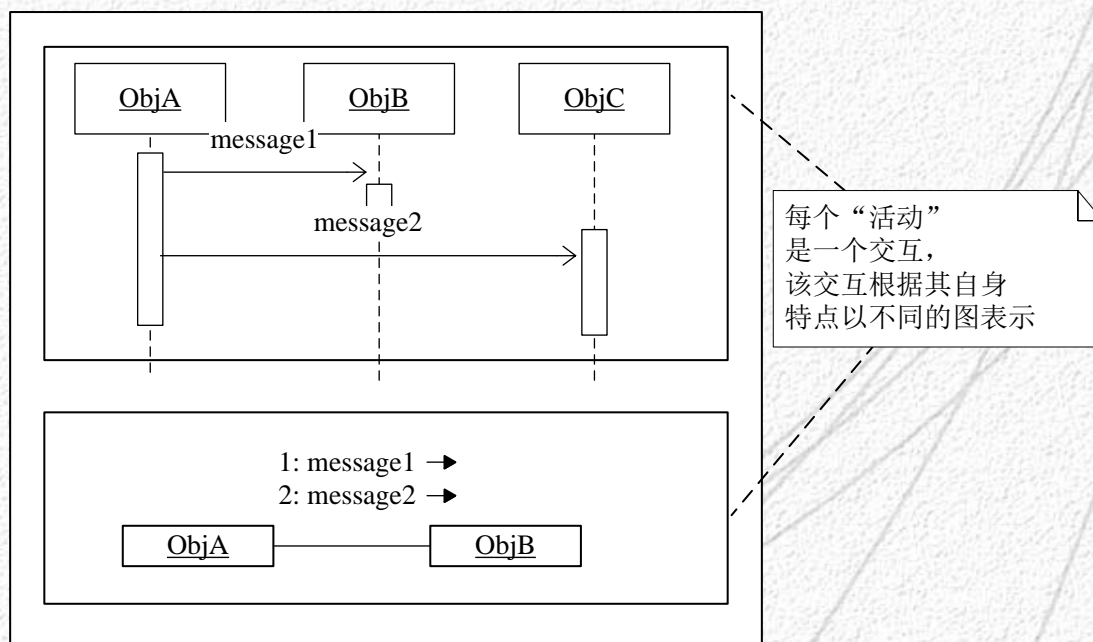 ObjA ObjB ObjC
message1
message2
每个“活动”
是一个交互，
该交互根据其自身
特点以不同的图表示
1: message1
2: message2
ObjA ObjB